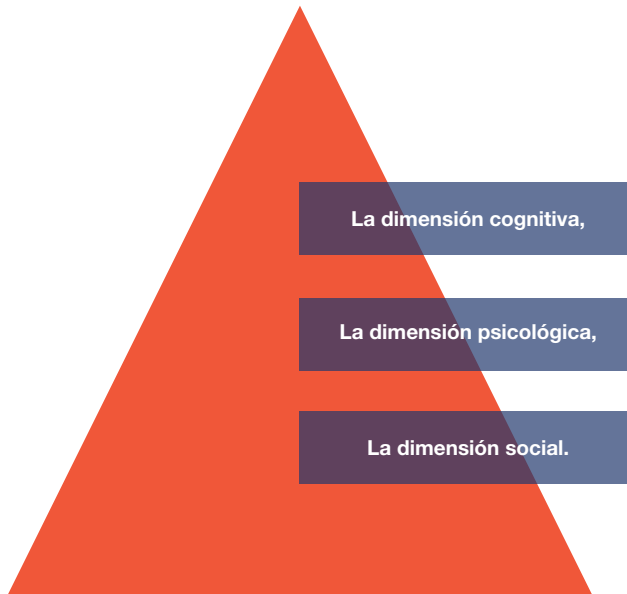 La dimensión cognitiva,
La dimensión psicológica,
La dimensión social.